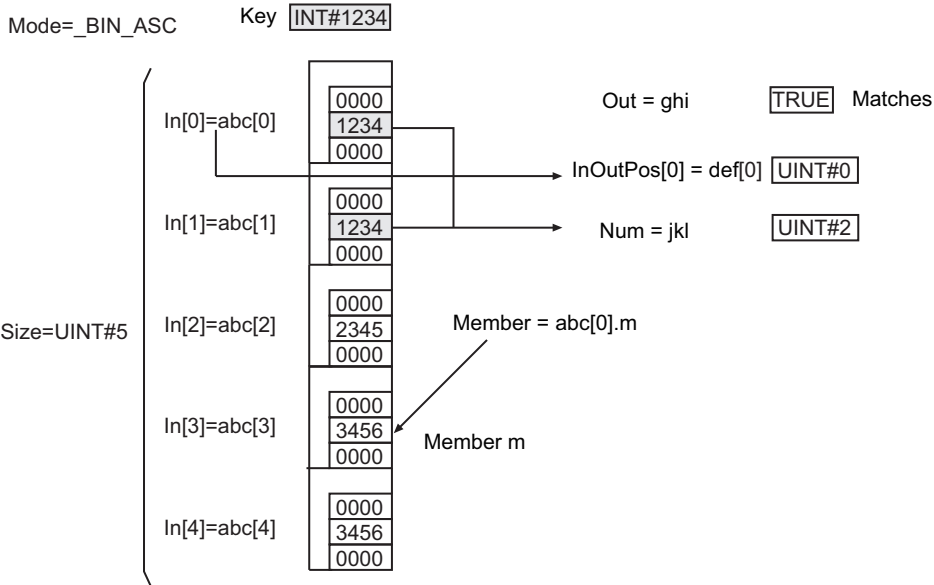 Mode=_BIN_ASC
Key INT#1234
Size=UINT#5
In[0]=abc[0]
0000
1234
0000
In[1]=abc[1]
0000
1234
0000
In[2]=abc[2]
0000
2345
0000
In[3]=abc[3]
0000
3456
0000
In[4]=abc[4]
0000
3456
0000
Out = ghi TRUE Matches
InOutPos[0] = def[0] UINT#0
Num = jkl UINT#2
Member = abc[0].m
Member m